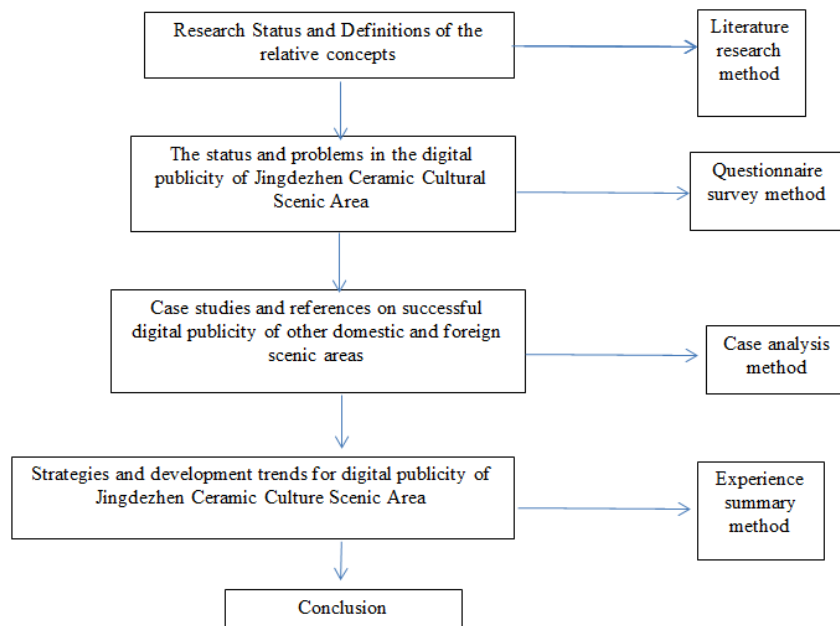 Research Status and Definitions of the
relative concepts
Literature
research
method
The status and problems in the digital
publicity of Jingdezhen Ceramic Cultural
Scenic Area
Questionnaire
survey method
Case studies and references on successful
digital publicity of other domestic and foreign
scenic areas
Case analysis
method
Strategies and development trends for digital publicity of
Jingdezhen Ceramic Culture Scenic Area
Experience
summary
method
Conclusion